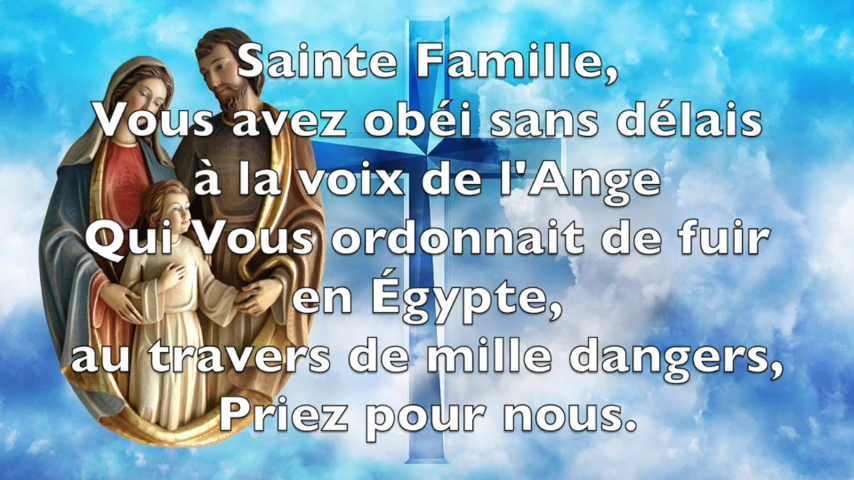 Sainte Famille,
Vous avez obéi sans délais
à la voix de l'Ange
Qui Vous ordonnait de fuir
en Égypte,
au travers de mille dangers,
Priez pour nous.